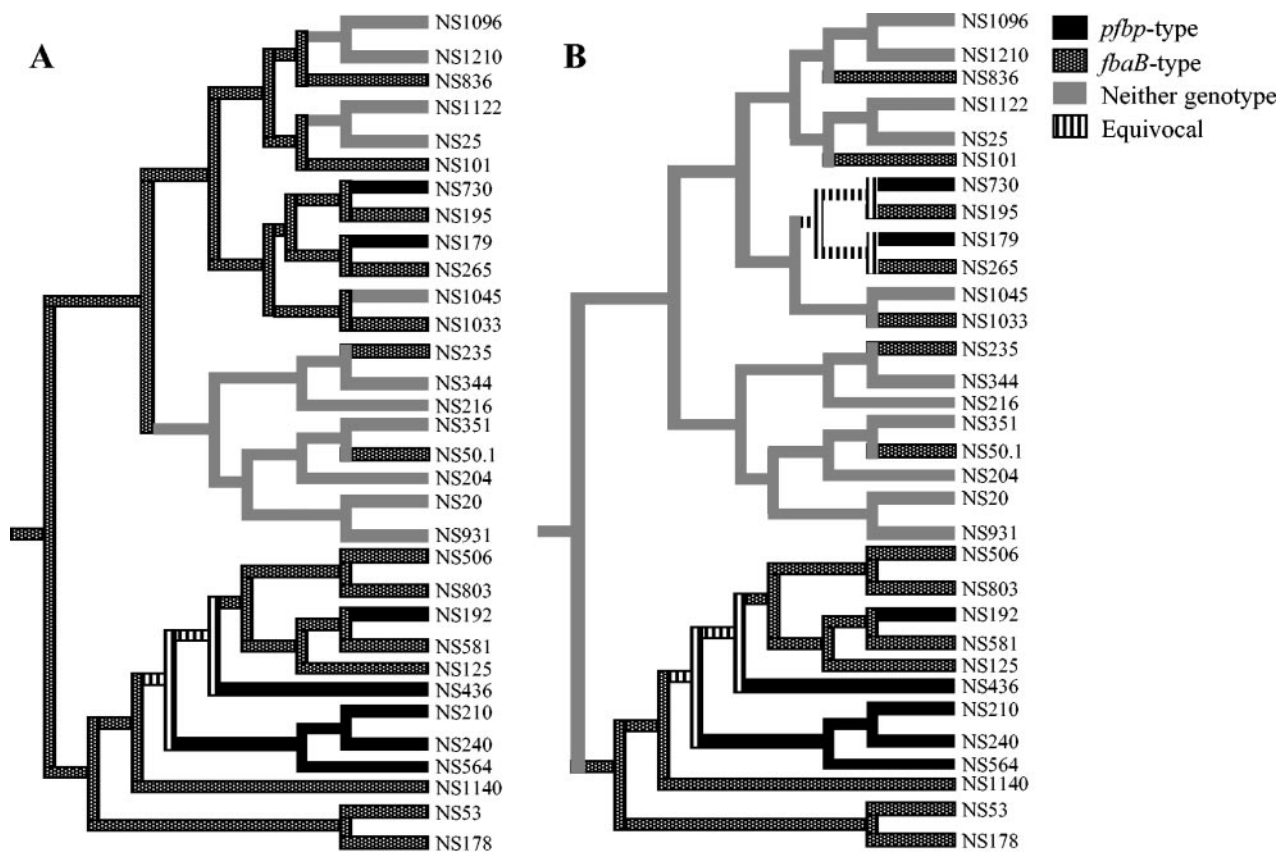 A
NS1096
NS1210
NS836
NS1122
NS25
NS101
NS730
NS195
NS179
NS265
NS1045
NS1033
NS235
NS344
NS216
NS351
NS50.1
NS204
NS20
NS931
NS506
NS803
NS192
NS581
NS125
NS436
NS210
NS240
NS564
NS1140
NS53
NS178
B
NS1096
NS1210
NS836
NS1122
NS25
NS101
NS730
NS195
NS179
NS265
NS1045
NS1033
NS235
NS344
NS216
NS351
NS50.1
NS204
NS20
NS931
NS506
NS803
NS192
NS581
NS125
NS436
NS210
NS240
NS564
NS1140
NS53
NS178
pfbp-type
fbaB-type
Neither genotype
Equivocal